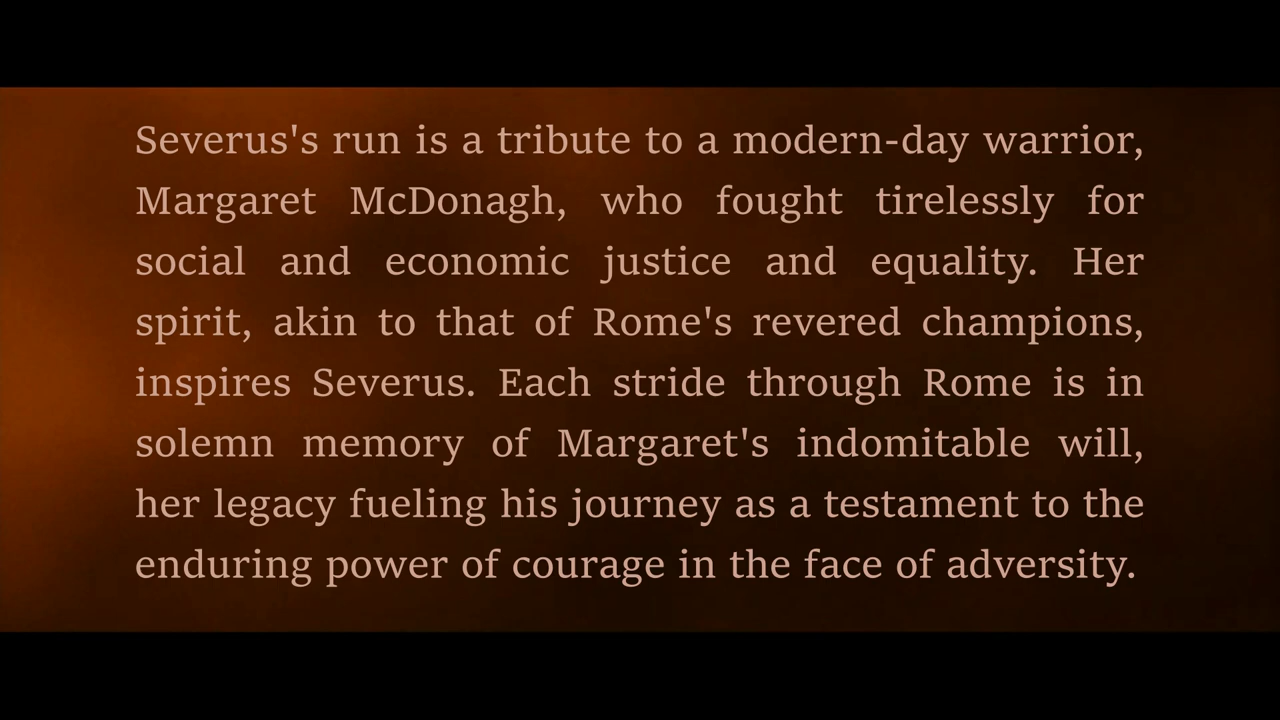 Severus's run is a tribute to a modern-day warrior,
Margaret McDonagh, who fought tirelessly for
social and economic justice and equality. Her
spirit, akin to that of Rome's revered champions,
inspires Severus. Each stride through Rome is in
solemn memory of Margaret's indomitable will,
her legacy fueling his journey as a testament to the
enduring power of courage in the face of adversity.